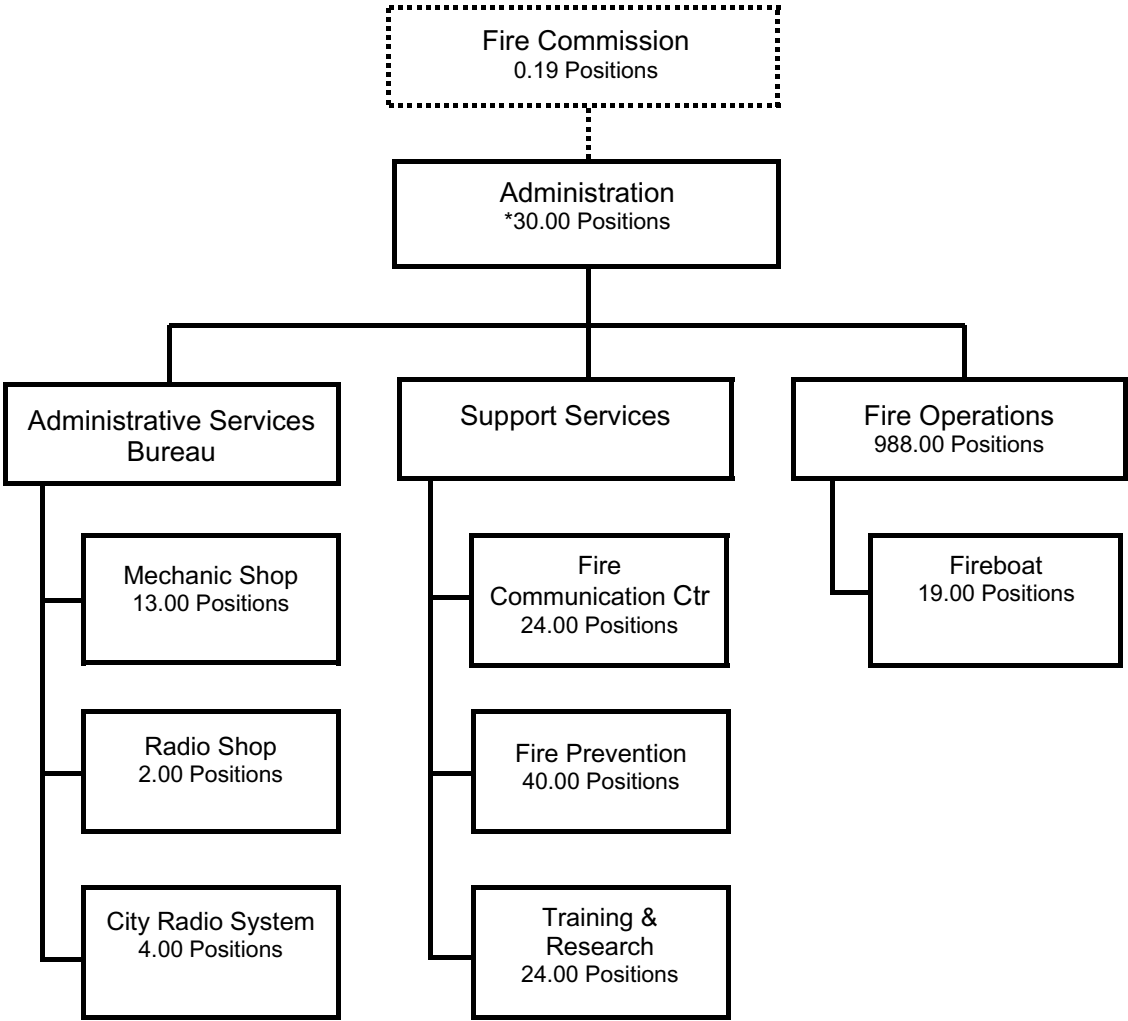 Fire Commission
0.19 Positions
Administration
*30.00 Positions
Administrative Services
Bureau
Support Services
Fire Operations
988.00 Positions
Mechanic Shop
13.00 Positions
Fire
Communication Ctr
24.00 Positions
Fireboat
19.00 Positions
Radio Shop
2.00 Positions
Fire Prevention
40.00 Positions
City Radio System
4.00 Positions
Training &
Research
24.00 Positions